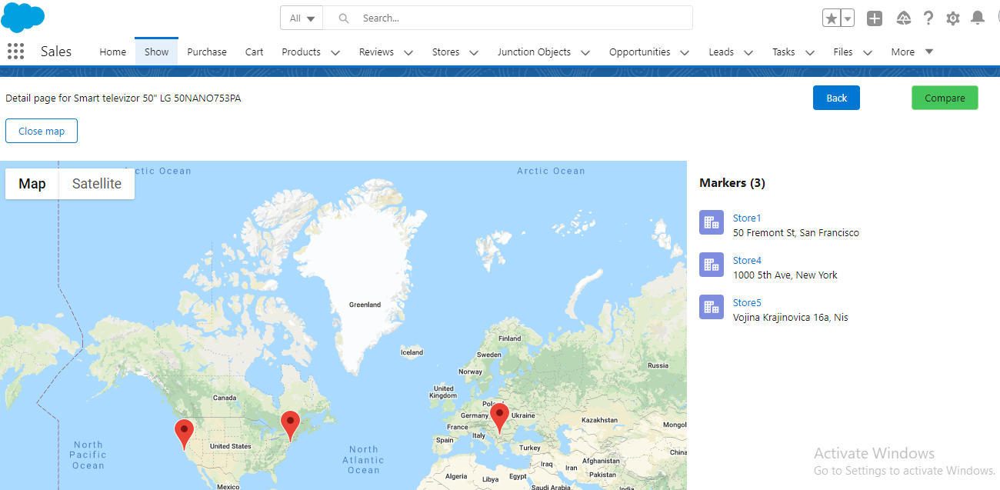 All
Search...
Sales
Home
Show
Purchase
Cart
Products
Reviews
Stores
Junction Objects
Opportunities
Leads
Tasks
Files
More
Detail page for Smart televizor 50" LG 50NANO753PA
Back
Compare
Close map
Map
Satellite
ctic Ocean
Arctic Ocean
Markers (3)
Store1
50 Fremont St, San Francisco
Store4
1000 5th Ave, New York
Store5
Vojina Krajinovica 16a, Nis
Greenland
Iceland
Finland
Sweden
Norway
Russia
United
Kingdom
Canada
Pola
Germany
Ukraine
France
Kazakhstan
Mongol
Italy
Spain
United States
Turkey
North
Pacific
Ocean
North
Atlantic
Ocean
China
Iraq
Iran
Afghanistan
Pakistan
Algeria
Libya
Egypt
Saudi Arabia
India
Mexico
Activate Windows
Go to Settings to activate Windows.